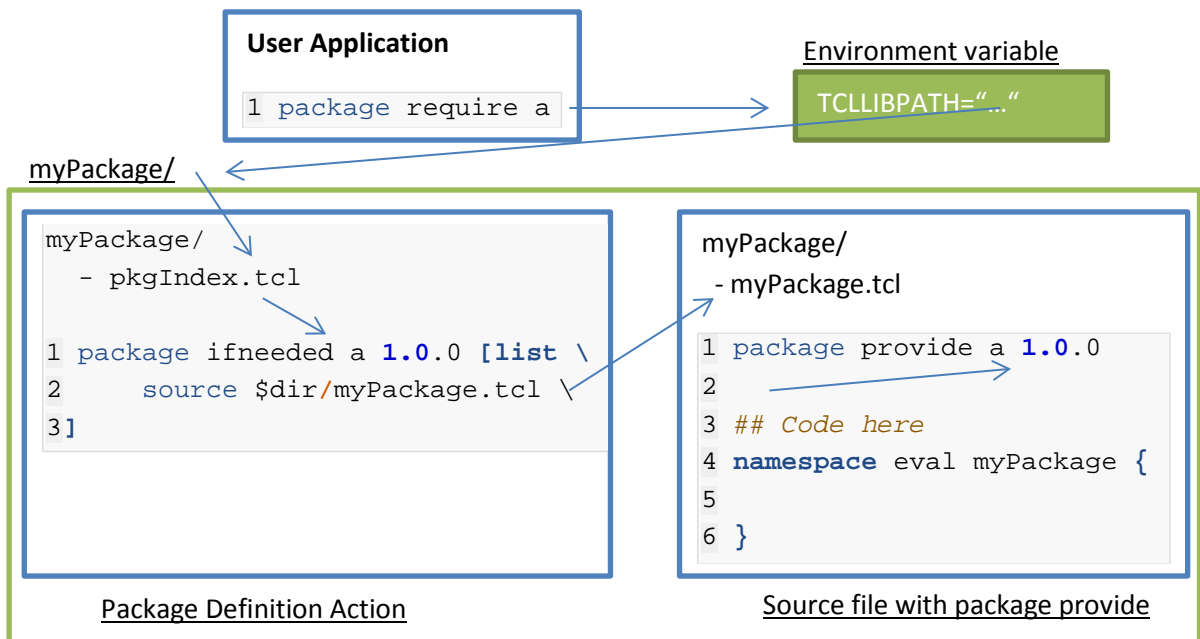 User Application
1 package require a
Environment variable
TCLLIBPATH="…"
myPackage/
myPackage/
- pkgIndex.tcl
1 package ifneeded a 1.0.0 [list \
2 source $dir/myPackage.tcl \
3]
Package Definition Action
myPackage/
- myPackage.tcl
1 package provide a 1.0.0
2
3 ## Code here
4 namespace eval myPackage {
5
6 }
Source file with package provide